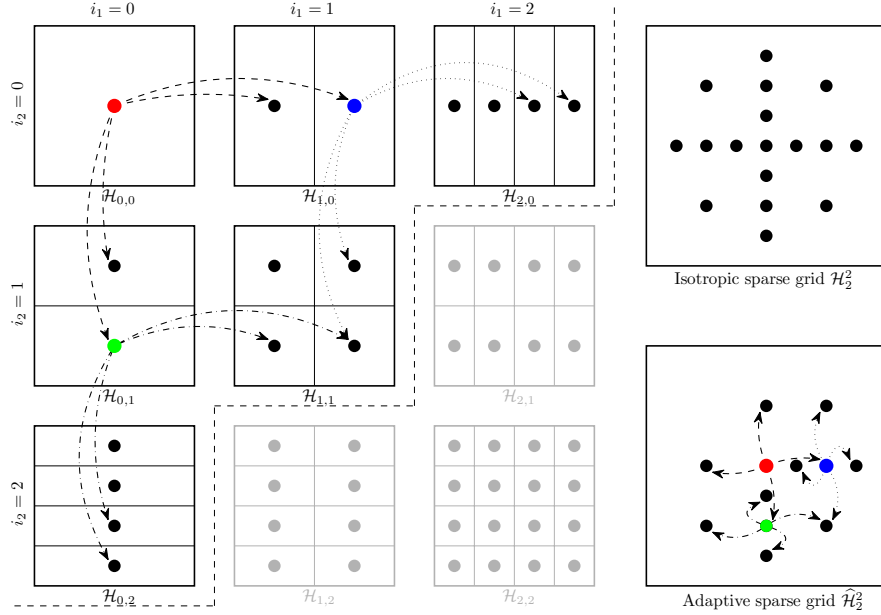 i₁ = 0
i₁ = 1
i₁ = 2
i₂ = 0
ℋ₀,₀
ℋ₁,₀
ℋ₂,₀
i₂ = 1
ℋ₀,₁
ℋ₁,₁
ℋ₂,₁
i₂ = 2
ℋ₀,₂
ℋ₁,₂
ℋ₂,₂
Isotropic sparse grid ℋ₂²
Adaptive sparse grid ℋ̂₂²